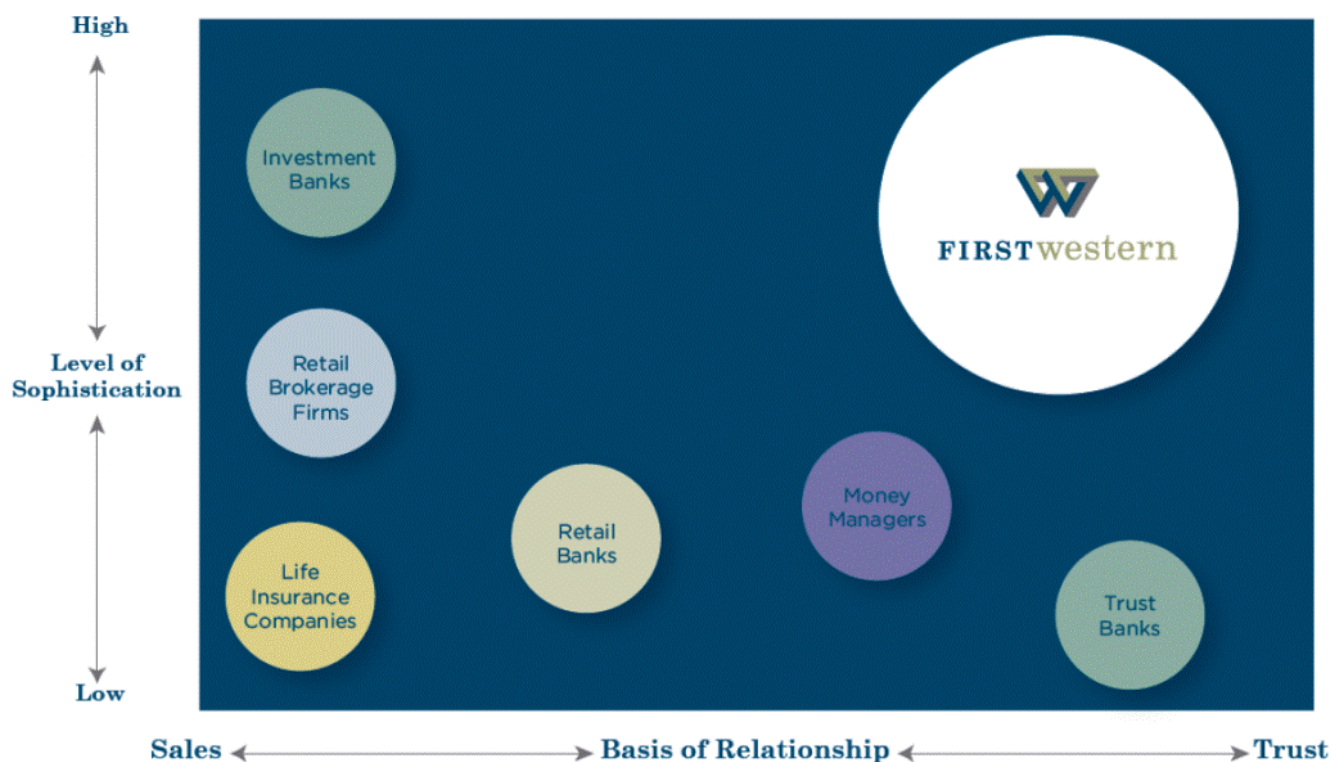 High
Investment
Banks
FIRSTwestern
Level of
Sophistication
Retail
Brokerage
Firms
Money
Managers
Retail
Banks
Life
Insurance
Companies
Trust
Banks
Low
Sales
Basis of Relationship
Trust